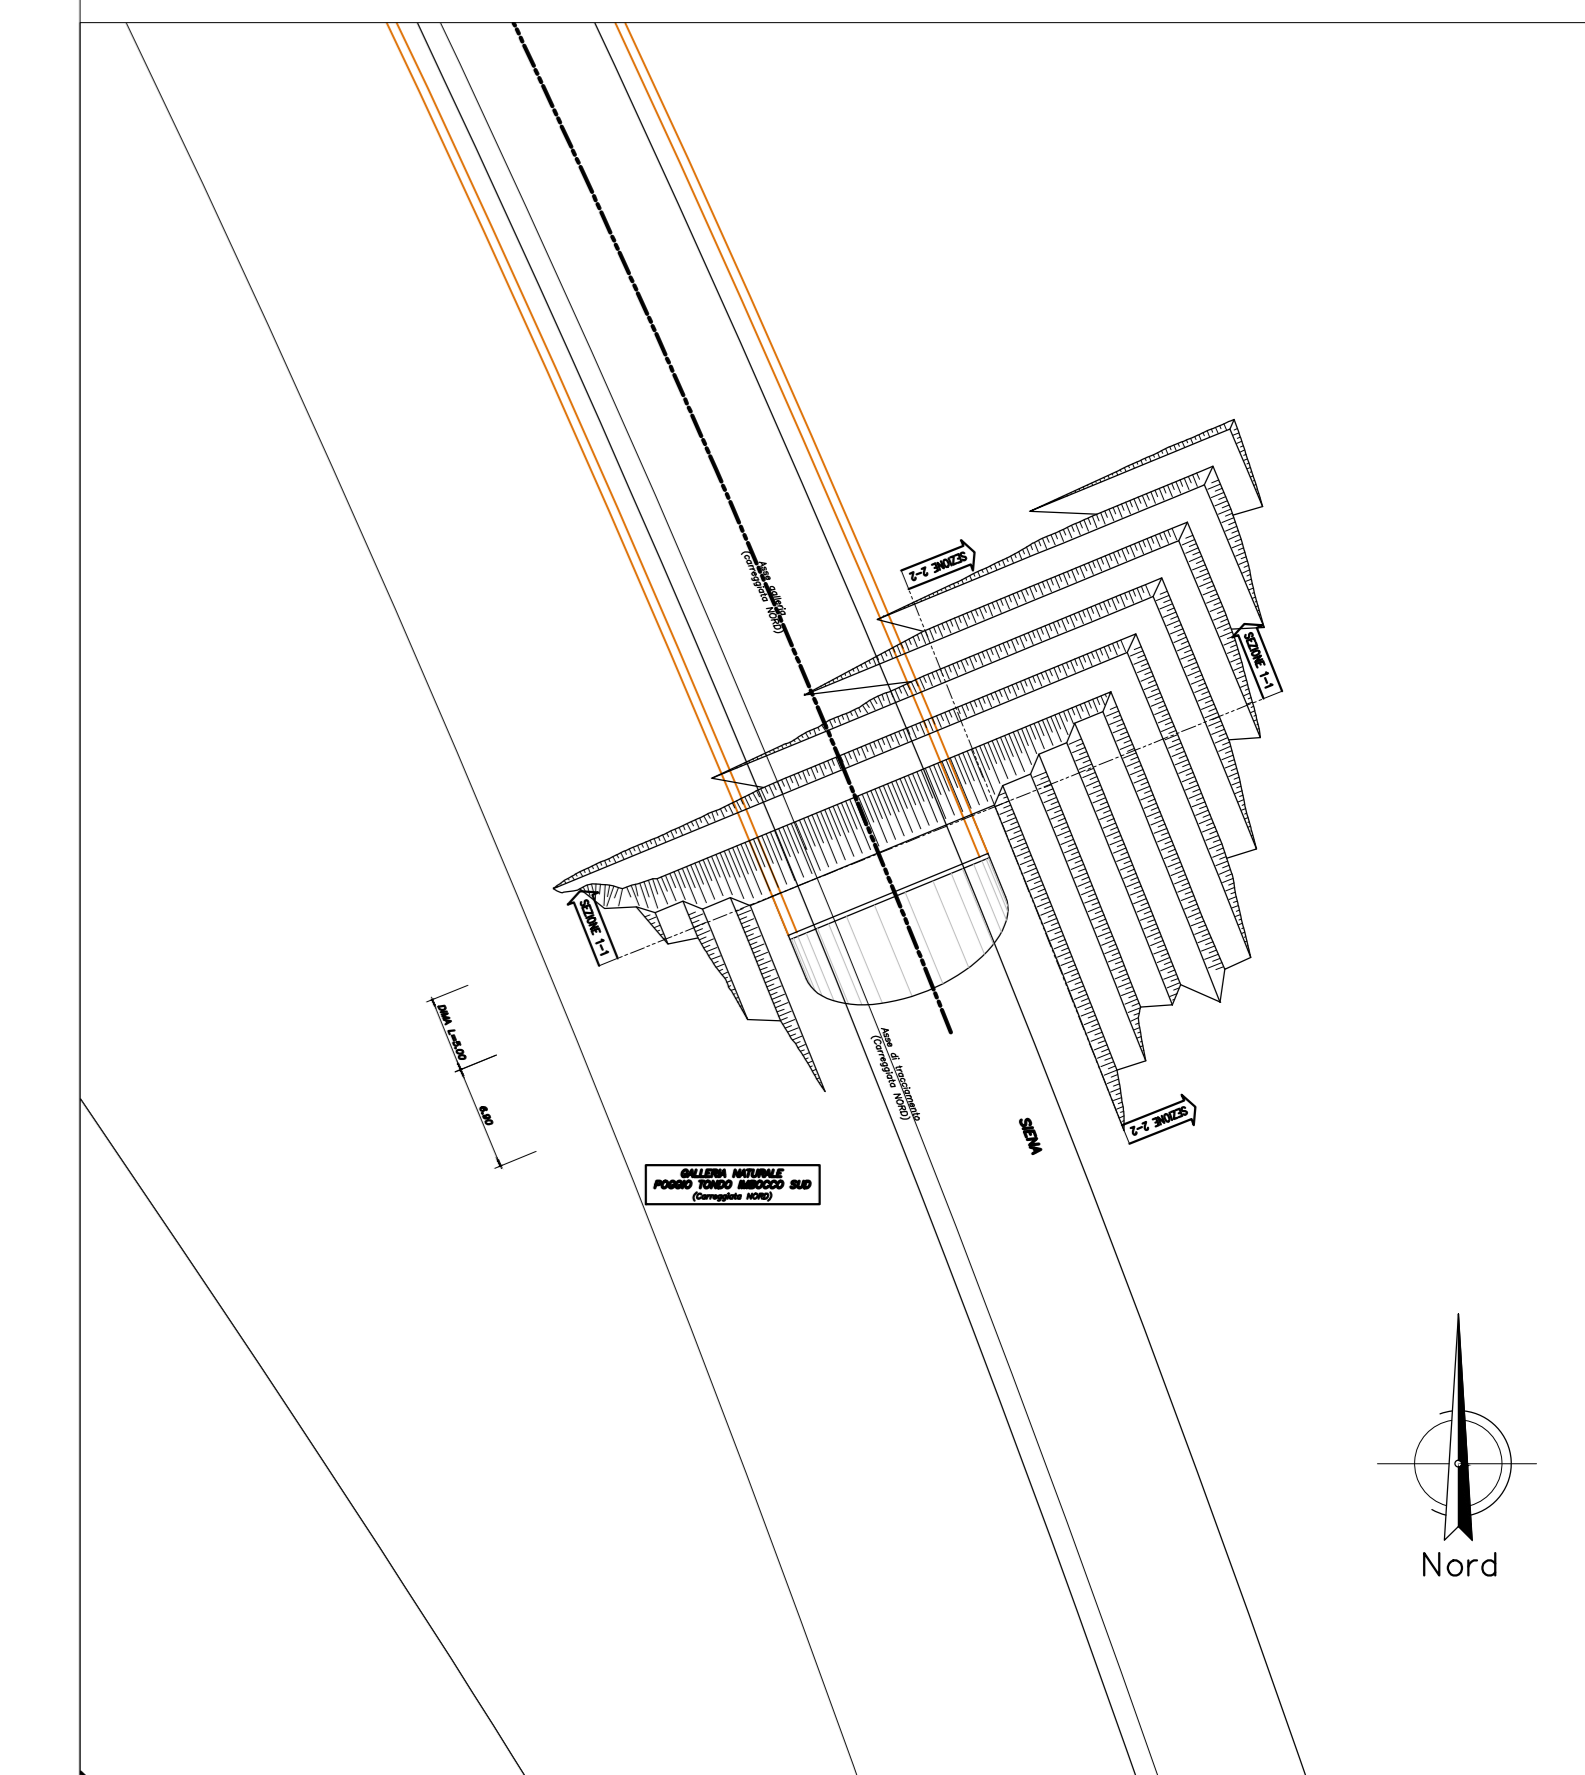 SEZIONE 2-2
Asse galleria
(carreggiata NORD)
SEZIONE 1-1
SEZIONE 1-1
DIMA L=5.00
6.90
Asse di tracciamento
(Carreggiata NORD)
SIENA
SEZIONE 2-2
GALLERIA NATURALE
POGGIO TONDO IMBOCCO SUD
(Carreggiata NORD)
Nord